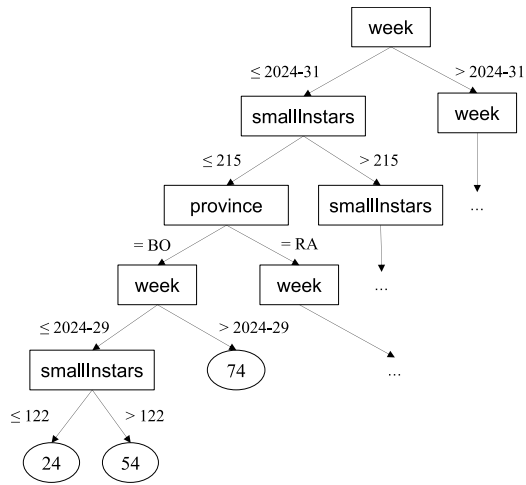 week
≤ 2024-31
> 2024-31
smallInstars
week
≤ 215
> 215
province
smallInstars
...
= BO
= RA
week
week
...
≤ 2024-29
> 2024-29
smallInstars
74
...
≤ 122
> 122
24
54